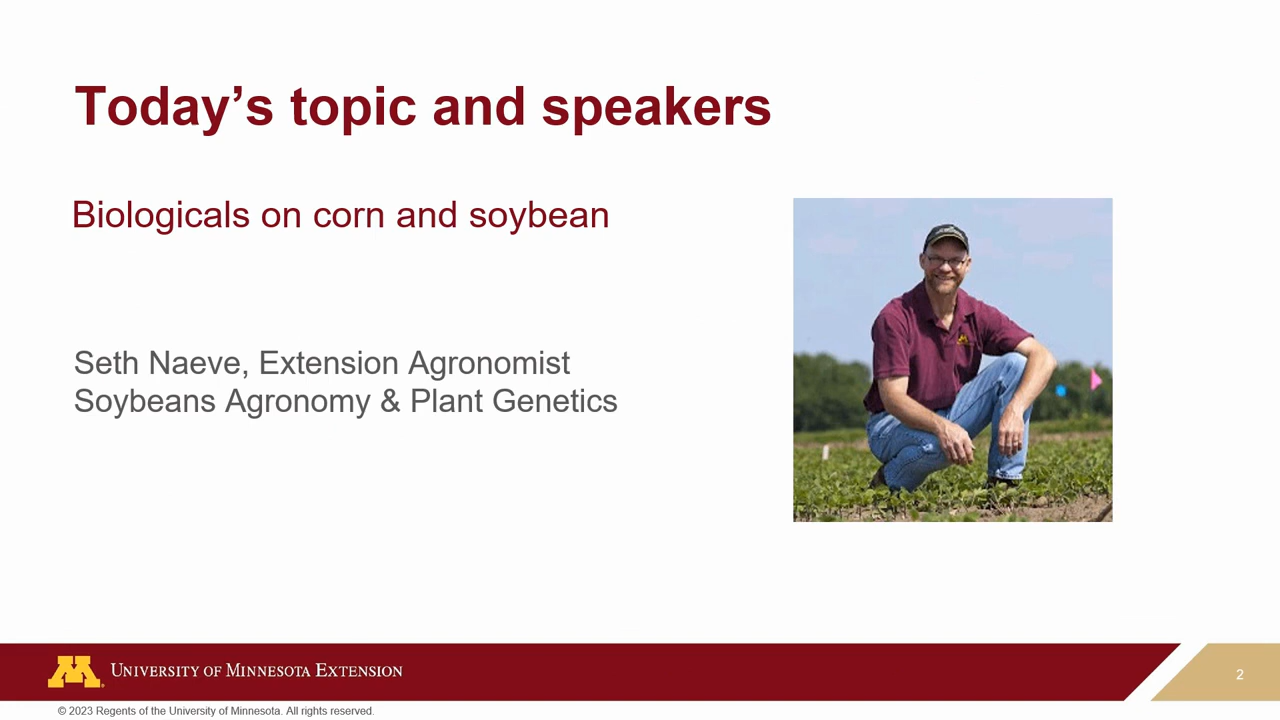 Today’s topic and speakers
Biologicals on corn and soybean
Seth Naeve, Extension Agronomist
Soybeans Agronomy & Plant Genetics
M
University of Minnesota Extension
2
© 2023 Regents of the University of Minnesota. All rights reserved.